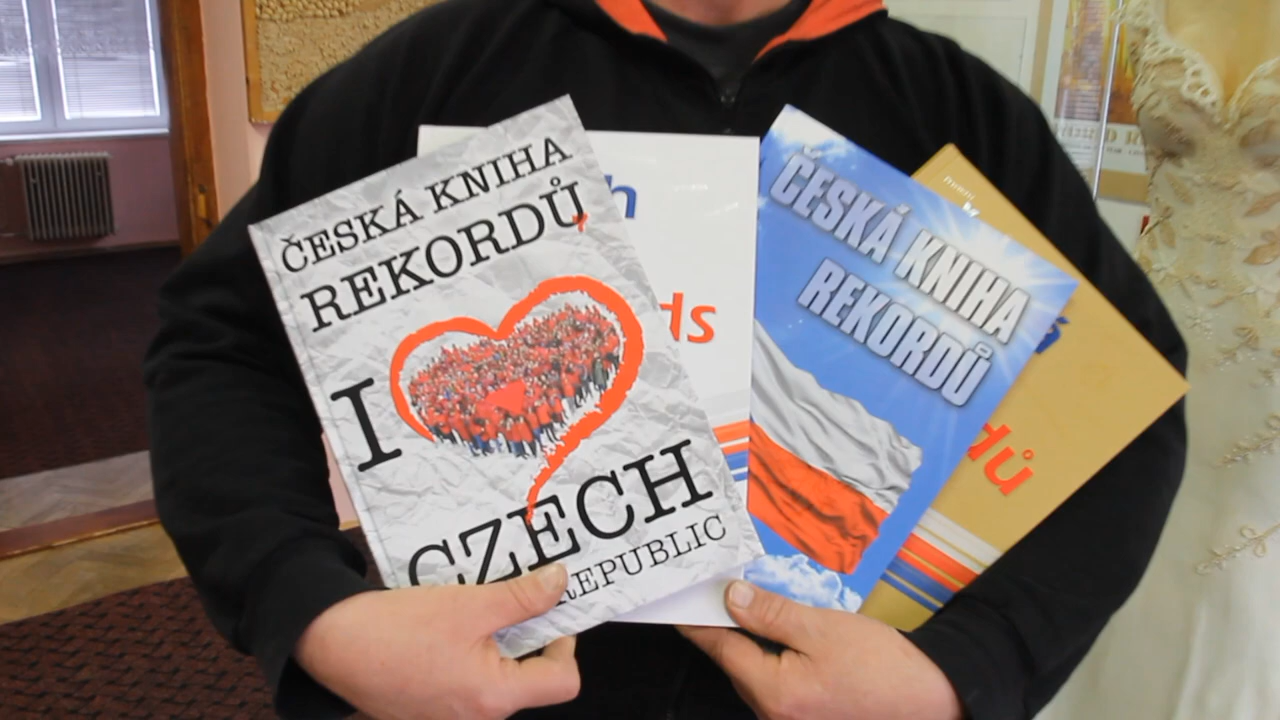 ČESKÁ KNIHA
REKORDŮ
I
CZECH
REPUBLIC
h
ds
ČESKÁ KNIHA
REKORDŮ
dů